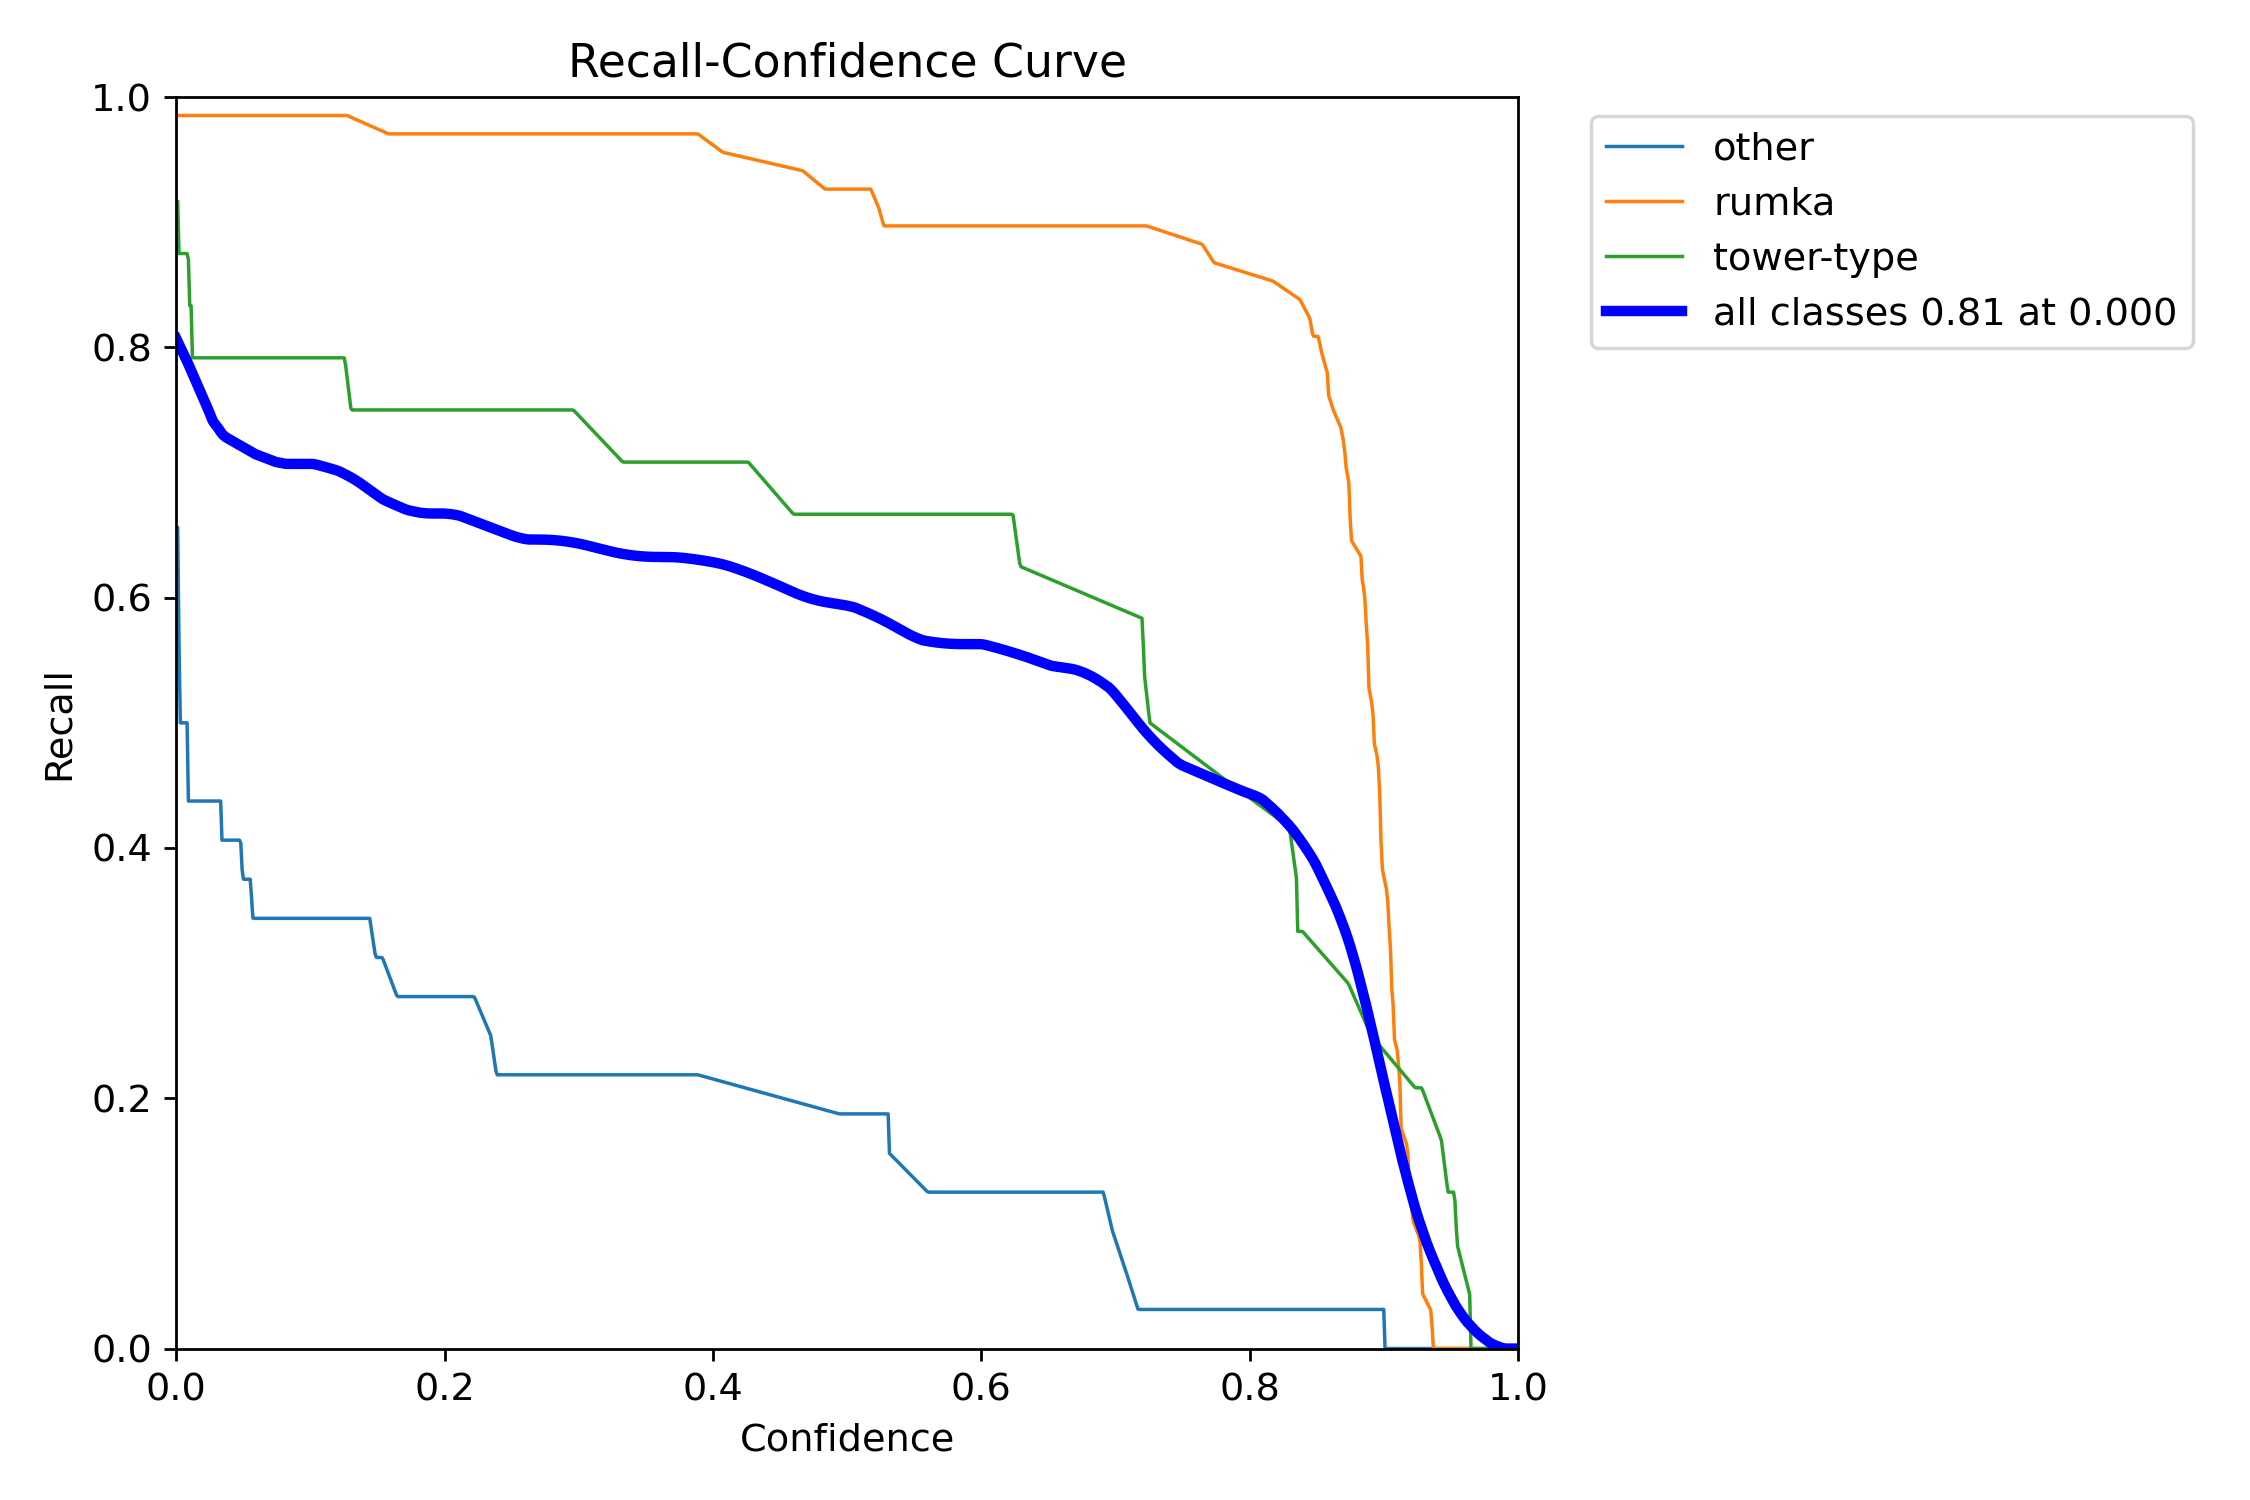 Recall-Confidence Curve
1.0
0.8
0.6
0.4
0.2
0.0
Recall
0.0 0.2 0.4 0.6 0.8 1.0
Confidence
other
rumka
tower-type
all classes 0.81 at 0.000